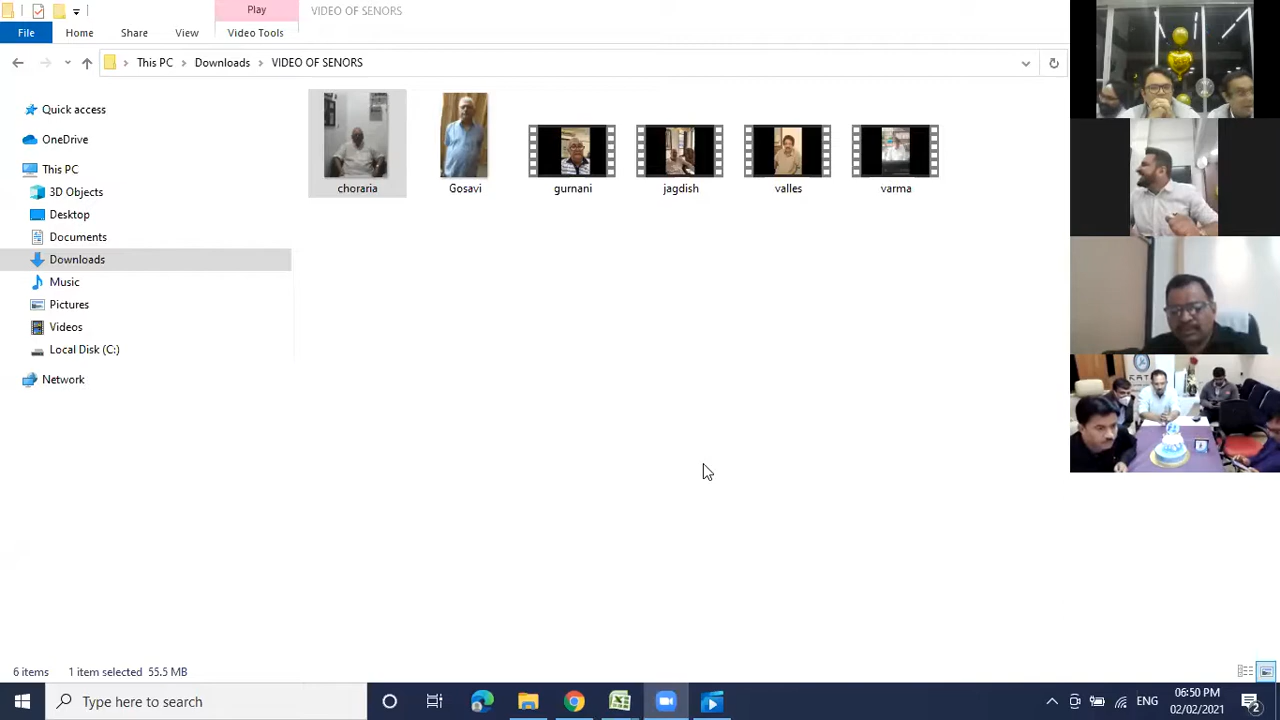 Play
VIDEO OF SENORS
File
Home
Share
View
Video Tools
This PC
Downloads
VIDEO OF SENORS
Quick access
OneDrive
This PC
3D Objects
Desktop
Documents
Downloads
Music
Pictures
Videos
Local Disk (C:)
Network
choraria
Gosavi
gurnani
jagdish
valles
varma
6 items
1 item selected 55.5 MB
Type here to search
ENG
06:50 PM
02/02/2021
2